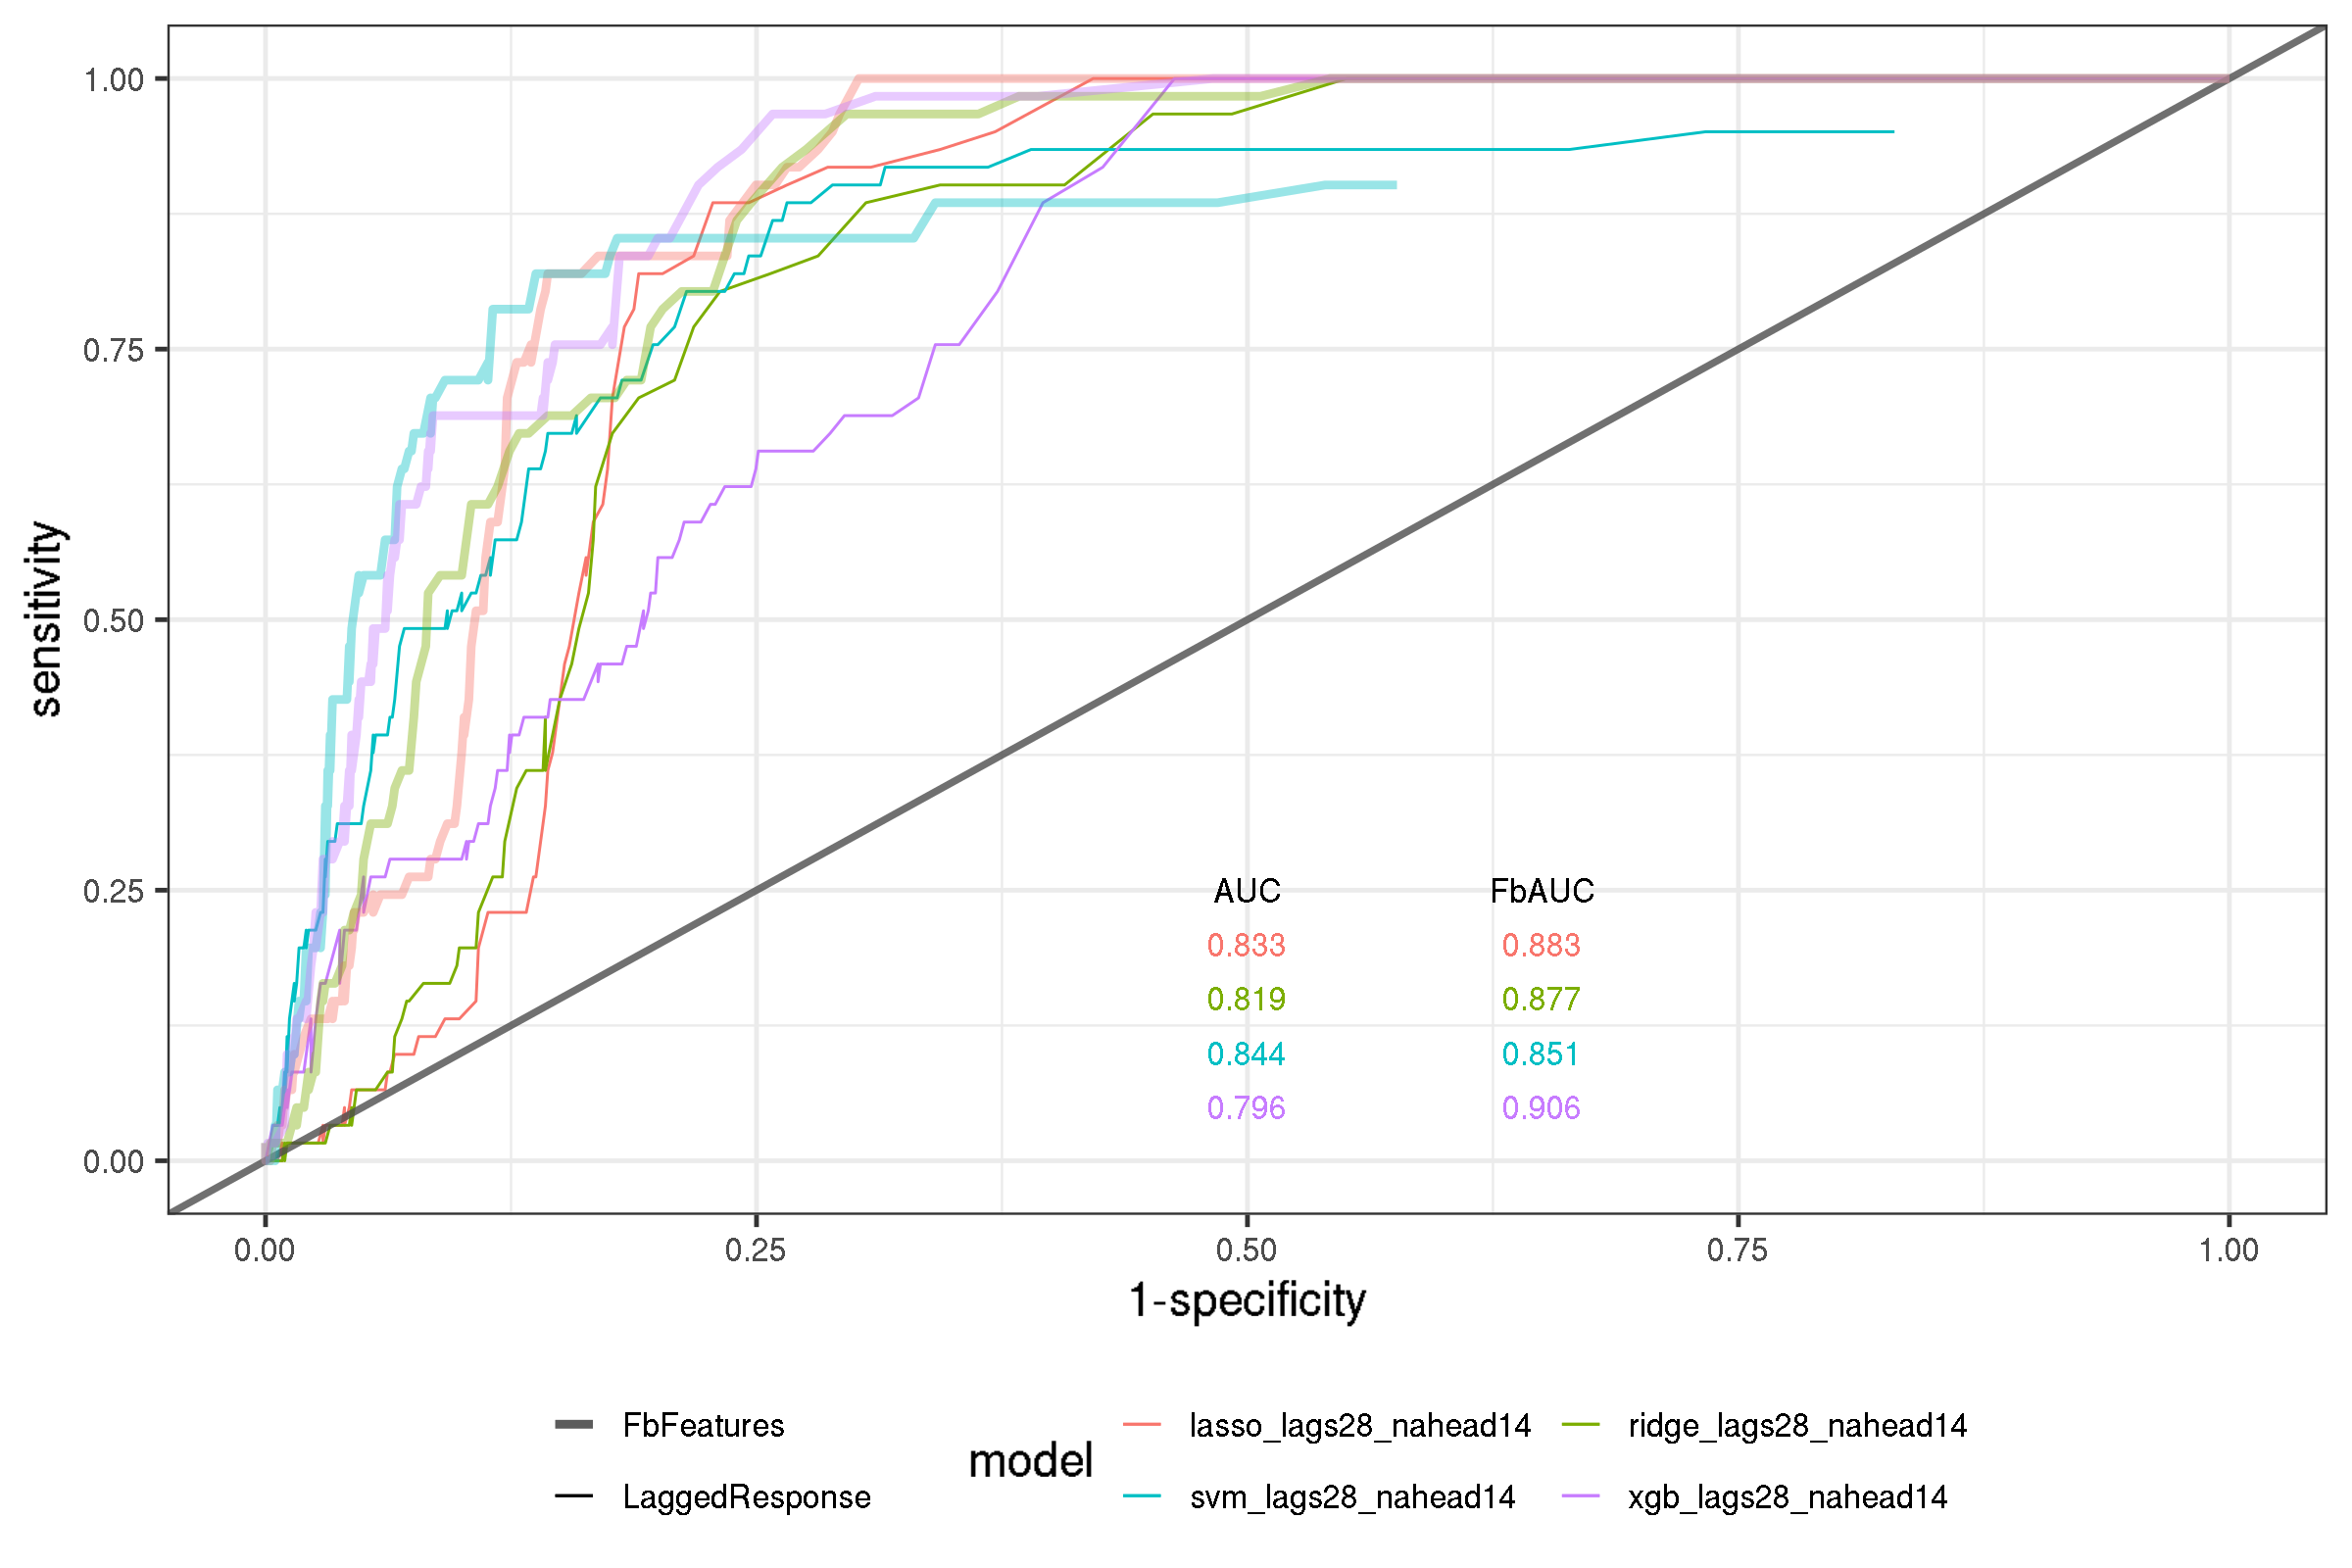 1.00
0.75
0.50
0.25
0.00
sensitivity
AUC FbAUC
0.833 0.883
0.819 0.877
0.844 0.851
0.796 0.906
0.00 0.25 0.50 0.75 1.00
1-specificity
FbFeatures
LaggedResponse
model
lasso_lags28_nahead14 ridge_lags28_nahead14
svm_lags28_nahead14 xgb_lags28_nahead14